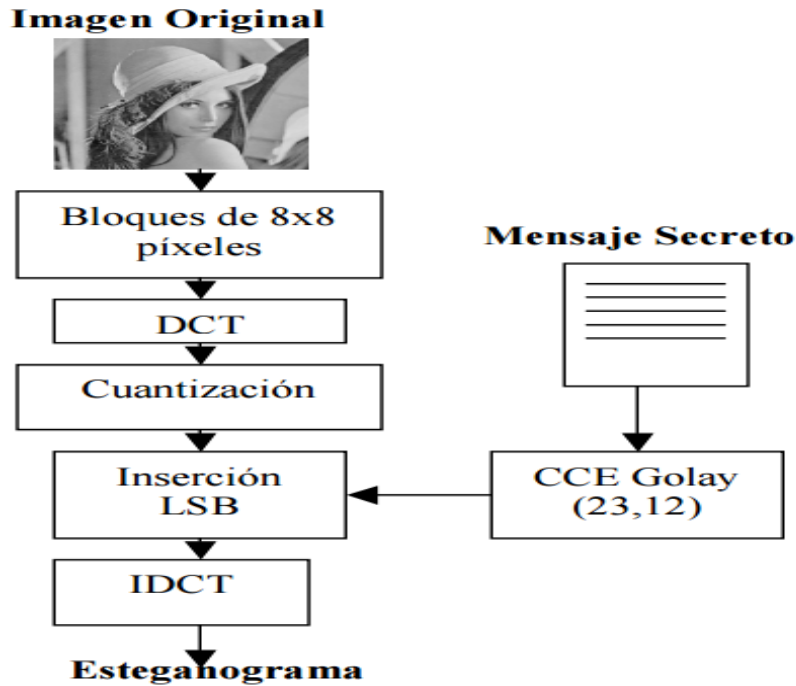 Imagen Original
Bloques de 8x8
píxeles
Mensaje Secreto
DCT
Cuantización
Inserción
LSB
CCE Golay
(23,12)
IDCT
Esteganograma